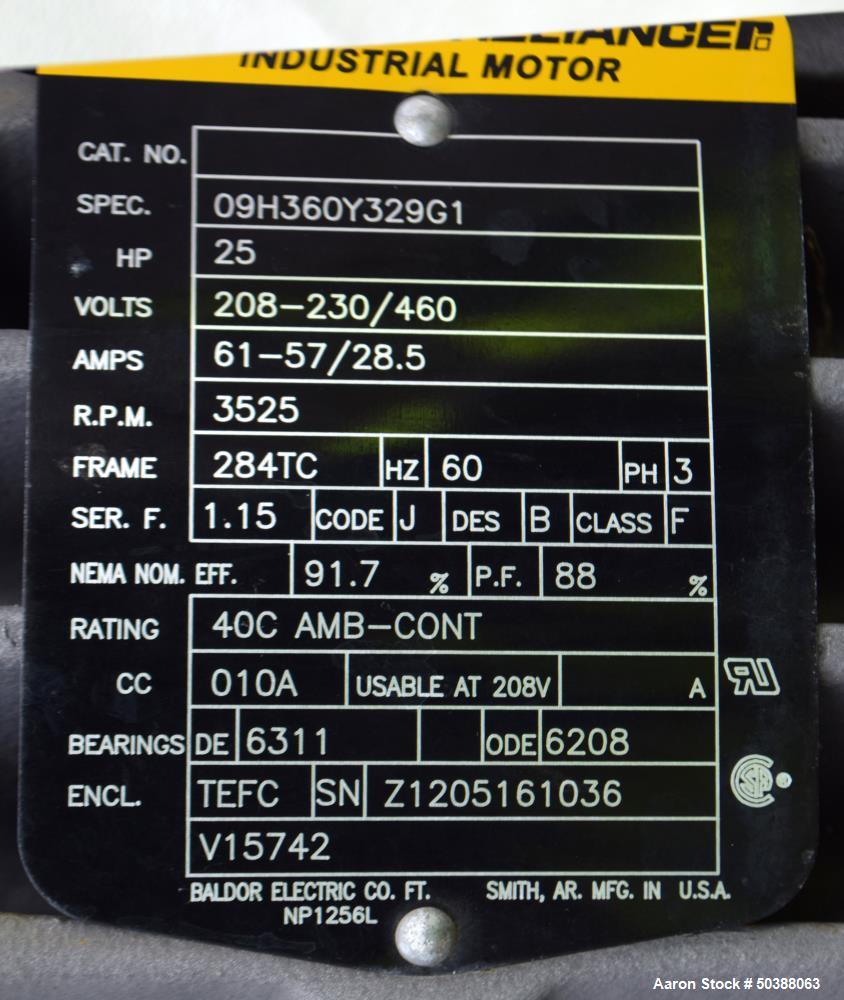 INDUSTRIAL MOTOR
CAT. NO.
SPEC. 09H360Y329G1
HP 25
VOLTS 208-230/460
AMPS 61-57/28.5
R.P.M. 3525
FRAME 284TC HZ 60 PH 3
SER. F. 1.15 CODE J DES B CLASS F
NEMA NOM. EFF. 91.7 % P.F. 88 %
RATING 40C AMB-CONT
CC 010A USABLE AT 208V A
BEARINGS DE 6311 ODE 6208
ENCL. TEFC SN Z1205161036
V15742
BALDOR ELECTRIC CO. FT. SMITH, AR. MFG. IN U.S.A.
NP1256L
Aaron Stock # 50388063